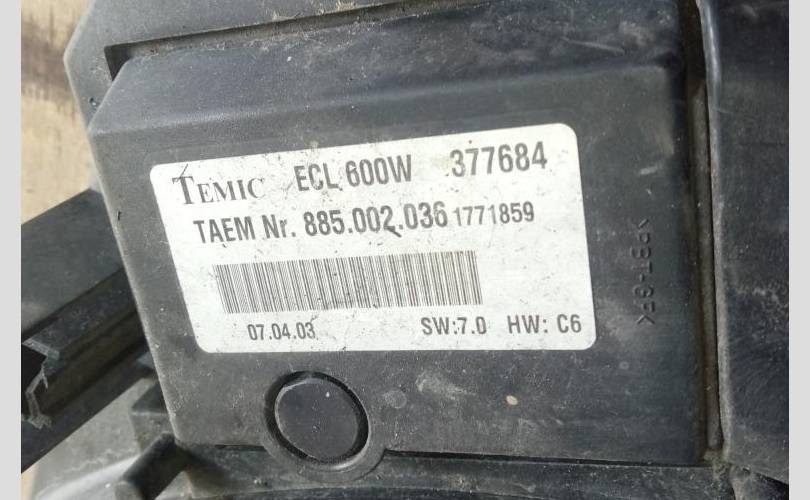 TEMIC ECL 600W 377684
TAEM Nr. 885.002.036 1771859
07.04.03 SW:7.0 HW: C6